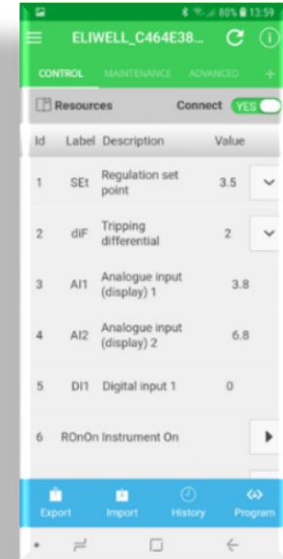 80% 13:59
ELIWELL_C464E38...
CONTROL MAINTENANCE ADVANCED +
Resources Connect YES
Id Label Description Value
1 SEt Regulation set point 3.5
2 diF Tripping differential 2
3 AI1 Analogue input (display) 1 3.8
4 AI2 Analogue input (display) 2 6.8
5 DI1 Digital input 1 0
6 ROnOn Instrument On
Export Import History Program